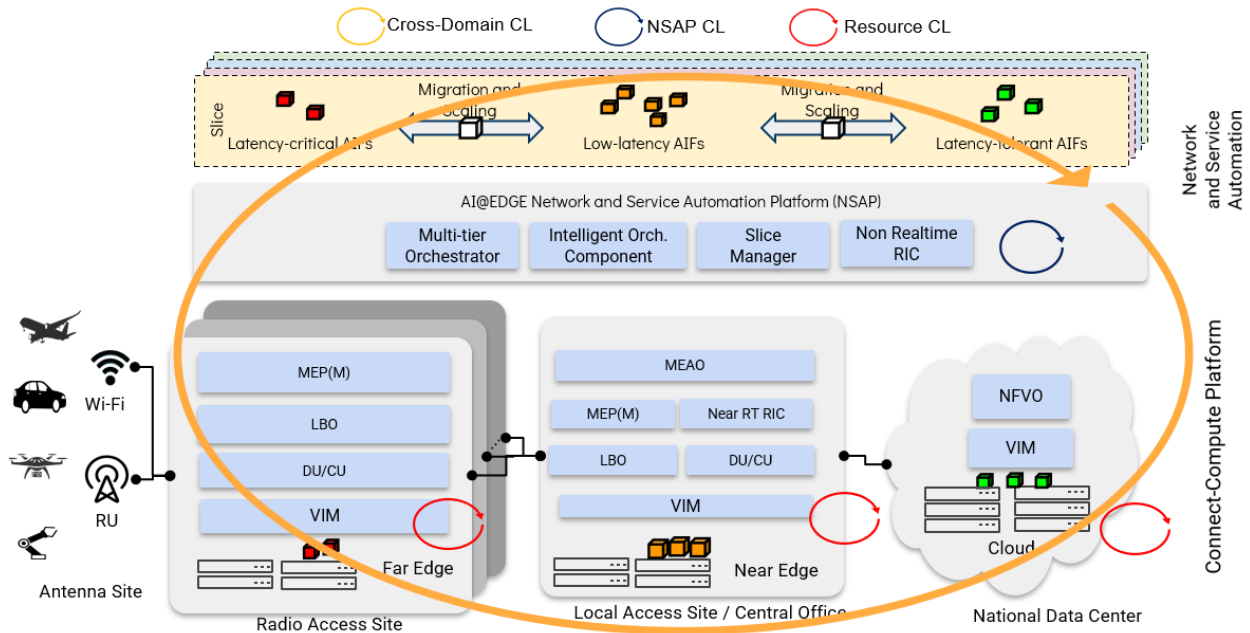 Cross-Domain CL
NSAP CL
Resource CL
Slice
Migration and
Scaling
Migration and
Scaling
Latency-critical AIFs
Low-latency AIFs
Latency-tolerant AIFs
Network
and Service
Automation
AI@EDGE Network and Service Automation Platform (NSAP)
Multi-tier
Orchestrator
Intelligent Orch.
Component
Slice
Manager
Non Realtime
RIC
Wi-Fi
RU
Antenna Site
MEP(M)
LBO
DU/CU
VIM
Far Edge
Radio Access Site
MEAO
MEP(M)
Near RT RIC
LBO
DU/CU
VIM
Near Edge
Local Access Site / Central Office
NFVO
VIM
Cloud
National Data Center
Connect-Compute Platform